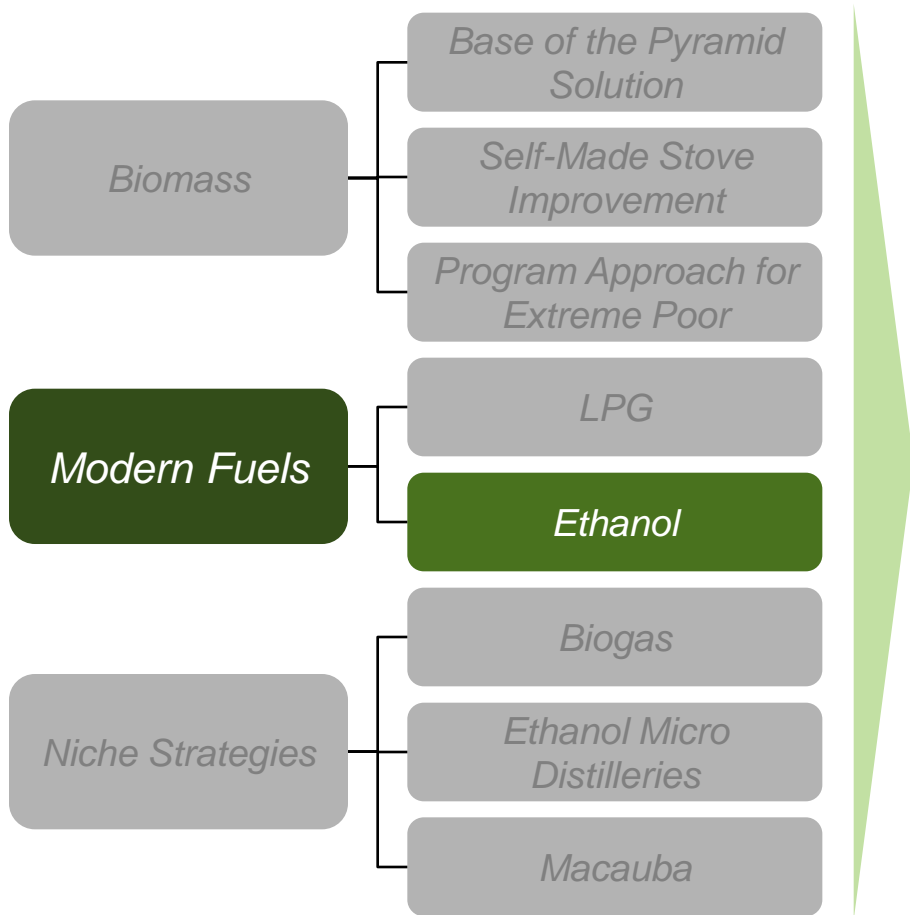 Base of the Pyramid
Solution
Biomass
Self-Made Stove
Improvement
Program Approach for
Extreme Poor
Modern Fuels
LPG
Ethanol
Niche Strategies
Biogas
Ethanol Micro
Distilleries
Macauba